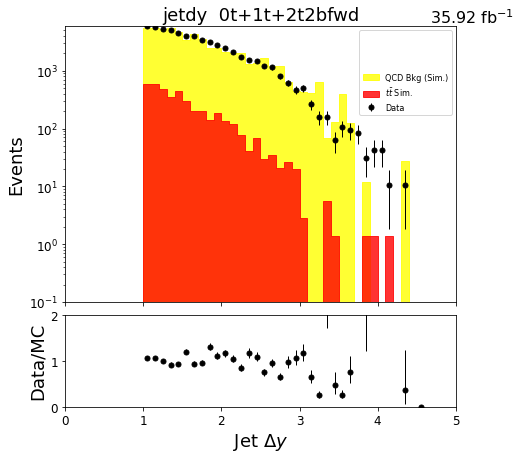 jetdy  0t+1t+2t2bfwd
35.92 fb⁻¹
QCD Bkg (Sim.)
tt̄ Sim.
Data
Events
10³
10²
10¹
10⁰
10⁻¹
Data/MC
2
1
0
0 1 2 3 4 5
Jet Δy